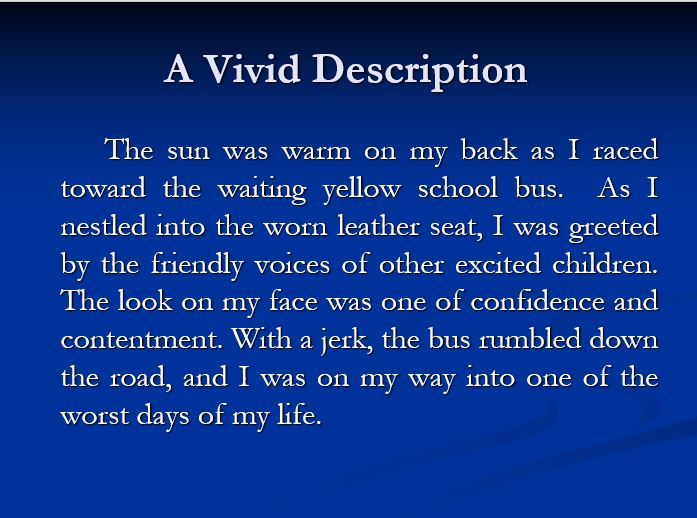 A Vivid Description
The sun was warm on my back as I raced
toward the waiting yellow school bus.  As I
nestled into the worn leather seat, I was greeted
by the friendly voices of other excited children.
The look on my face was one of confidence and
contentment. With a jerk, the bus rumbled down
the road, and I was on my way into one of the
worst days of my life.